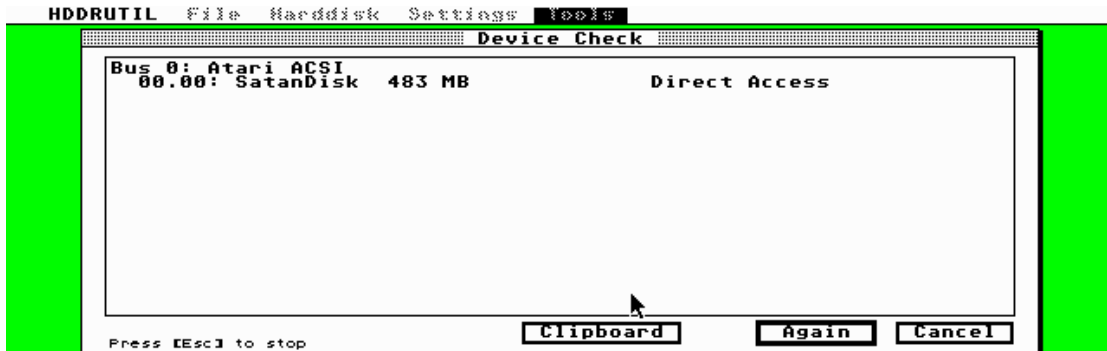 HDDRUTIL File Harddisk Settings Tools
Device Check
Bus 0: Atari ACSI
00.00: SatanDisk 483 MB Direct Access
Clipboard Again Cancel
Press [Esc] to stop